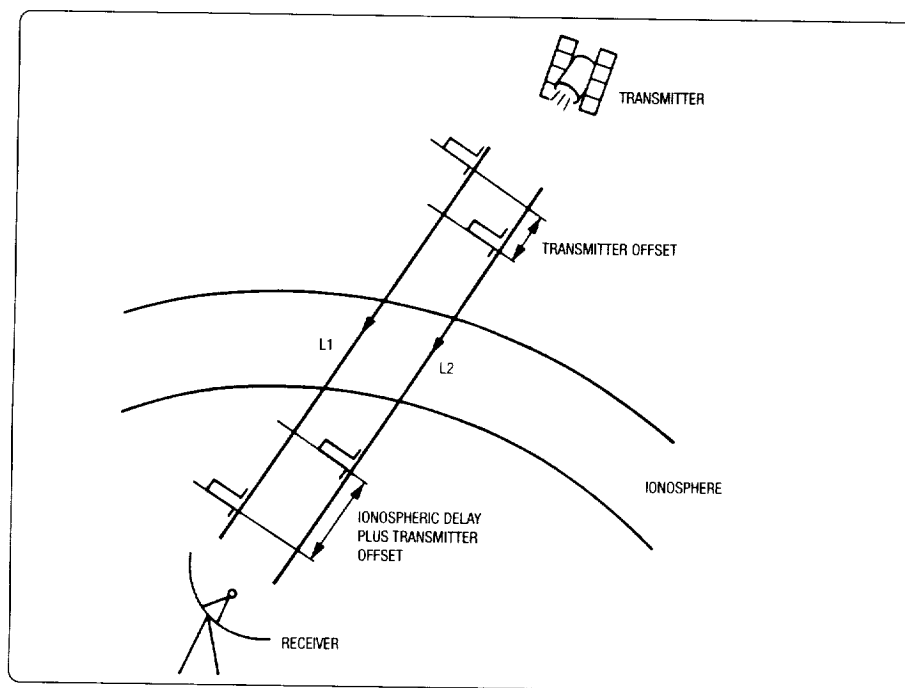 TRANSMITTER
TRANSMITTER OFFSET
L1
L2
IONOSPHERE
IONOSPHERIC DELAY
PLUS TRANSMITTER
OFFSET
RECEIVER